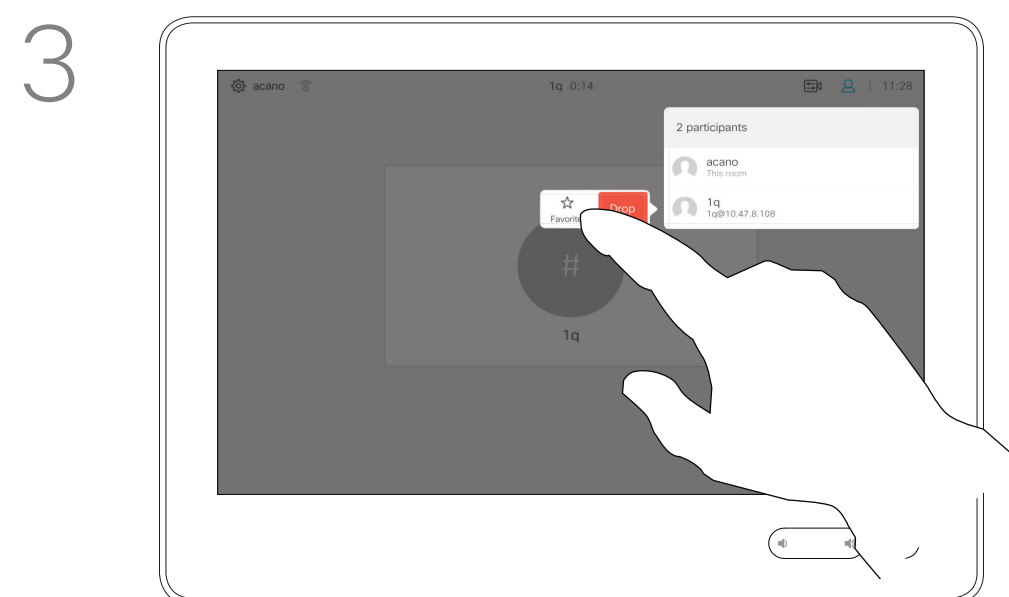 3
acano 1q 0:14 11:28
2 participants
acano
This room
1q
1q@10.47.8.108
Drop
Favorite
#
1q